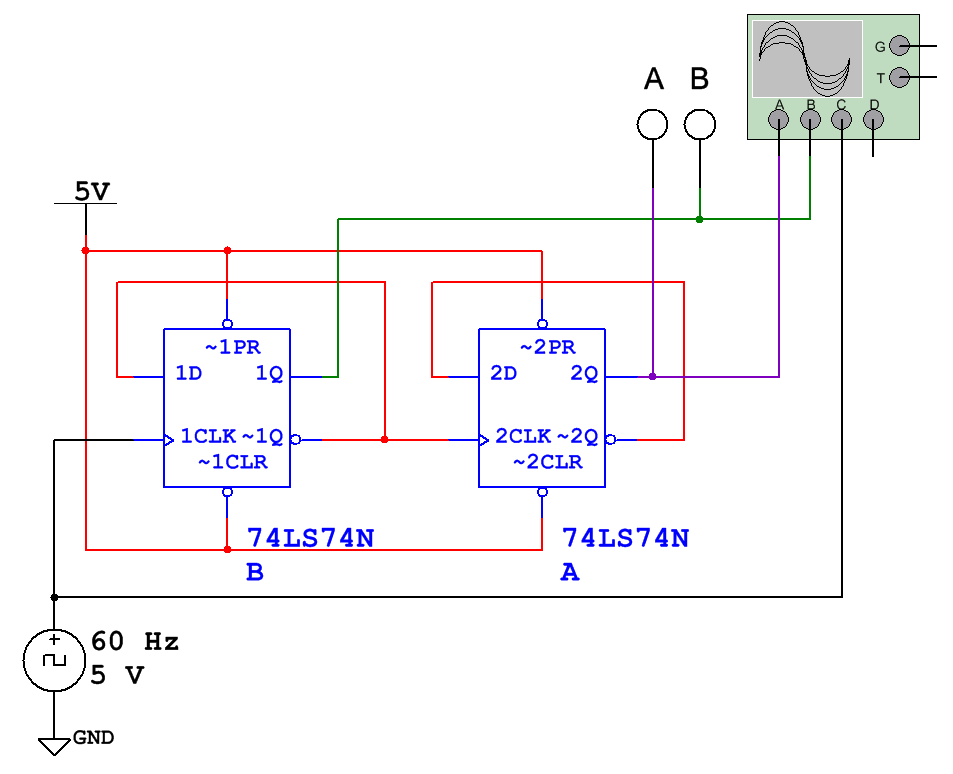 A B
G
T
A B C D
5V
~1PR
1D 1Q
1CLK ~1Q
~1CLR
74LS74N
B
~2PR
2D 2Q
2CLK ~2Q
~2CLR
74LS74N
A
60 Hz
5 V
GND